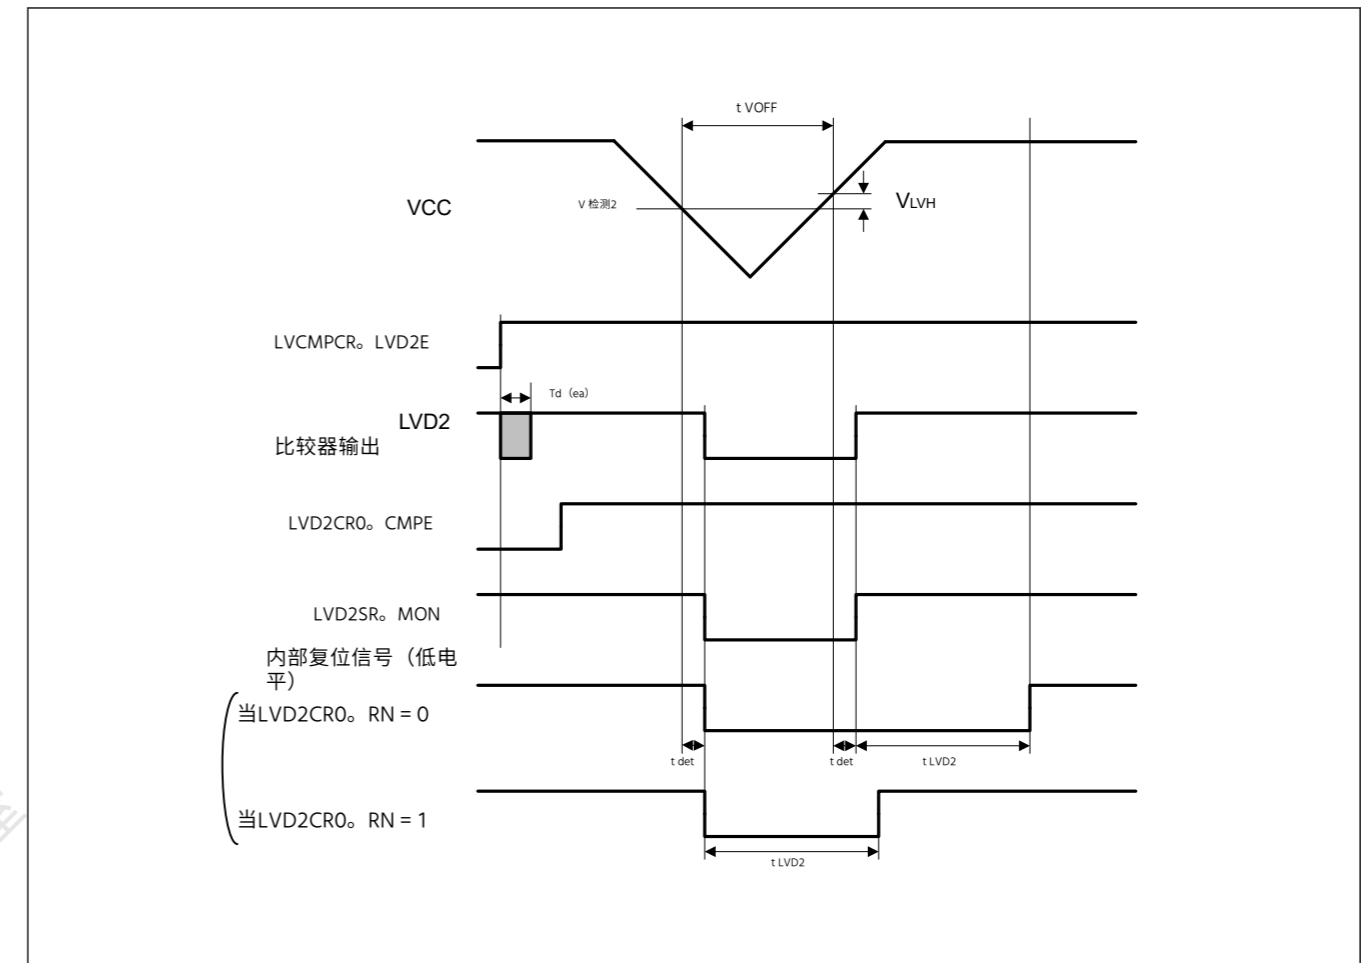 t VOFF
VCC
V 检测2
VLVH
LVCMPCR。LVD2E
Td（ea）
LVD2
比较器输出
LVD2CR0。CMPE
LVD2SR。MON
内部复位信号（低电
平）
当LVD2CR0。RN = 0
t det
t det
t LVD2
当LVD2CR0。RN = 1
t LVD2